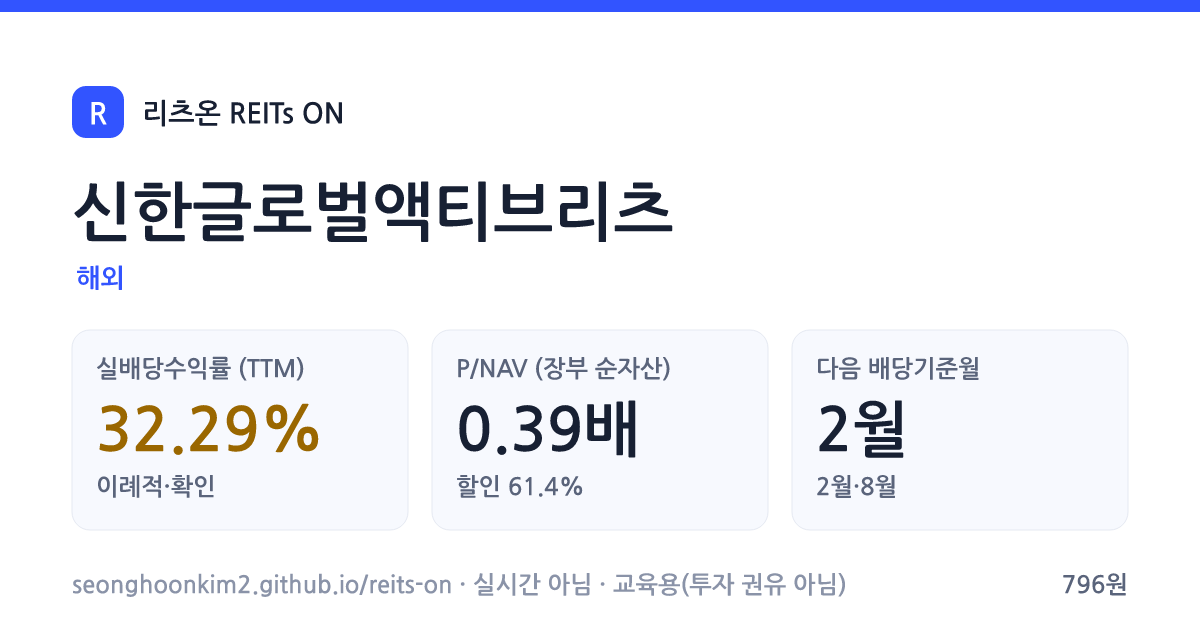 R 리츠온 REITs ON
신한글로벌액티브리츠
해외
실배당수익률 (TTM)
32.29%
이례적·확인
P/NAV (장부 순자산)
0.39배
할인 61.4%
다음 배당기준월
2월
2월·8월
seonghoonkim2.github.io/reits-on · 실시간 아님 · 교육용(투자 권유 아님)
796원